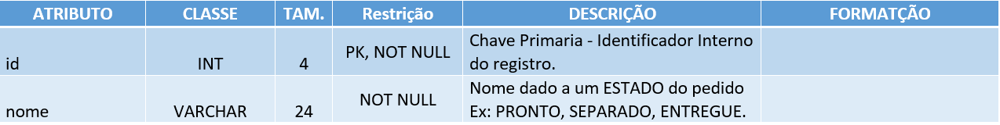 ATRIBUTO CLASSE TAM. Restrição DESCRIÇÃO FORMATÇÃO
id INT 4 PK, NOT NULL Chave Primaria - Identificador Interno
do registro.
nome VARCHAR 24 NOT NULL Nome dado a um ESTADO do pedido
Ex: PRONTO, SEPARADO, ENTREGUE.